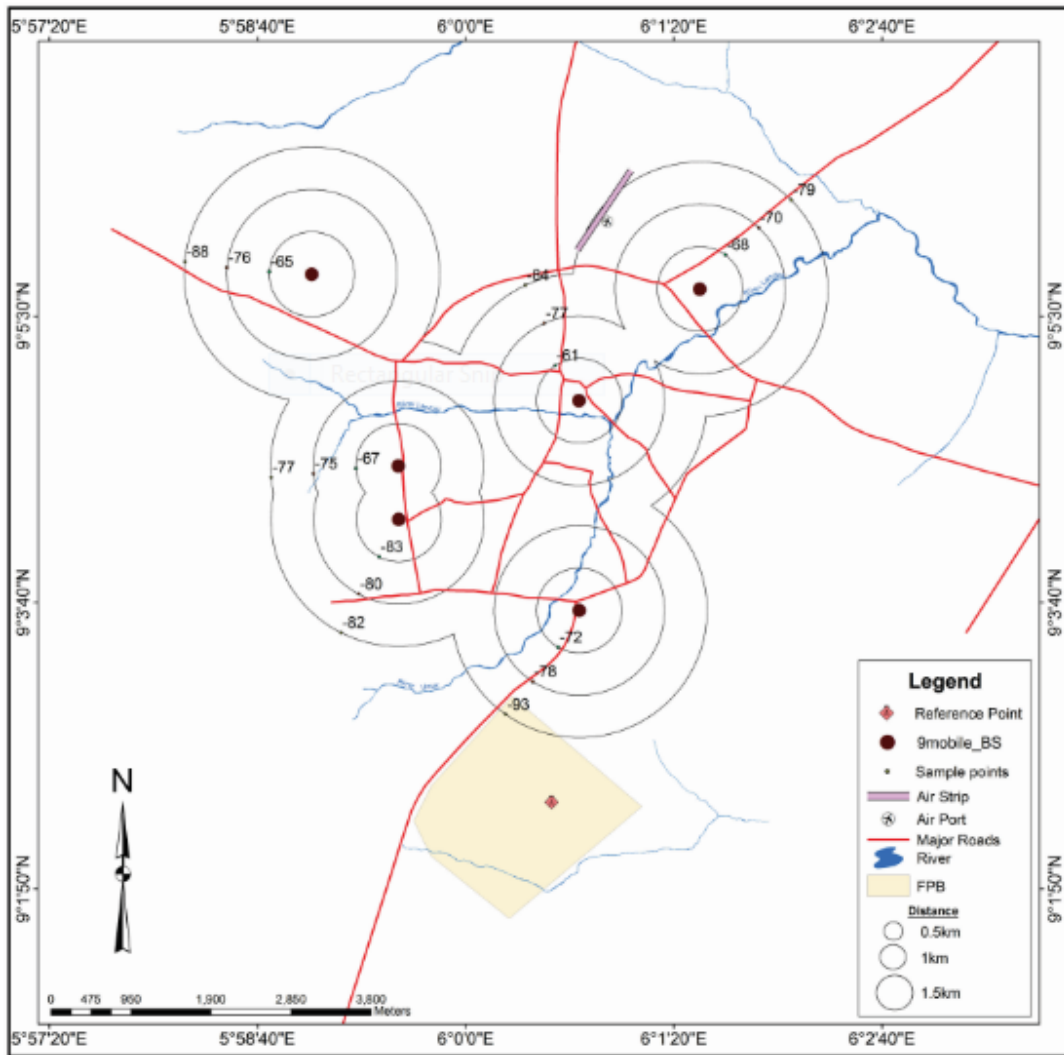 5°57'20"E 5°58'40"E 6°0'0"E 6°1'20"E 6°2'40"E
-79
-70
-88
-76
-65
-68
-84
9°5'30"N
9°5'30"N
-77
-61
Rectangular Snip
-77
-75
-67
-83
-80
9°3'40"N
9°3'40"N
-82
-72
-78
-93
Legend
Reference Point
9mobile_BS
Sample points
Air Strip
Air Port
Major Roads
River
FPB
Distance
0.5km
1km
1.5km
N
9°1'50"N
9°1'50"N
0 475 950 1,900 2,850 3,800
Meters
5°57'20"E 5°58'40"E 6°0'0"E 6°1'20"E 6°2'40"E